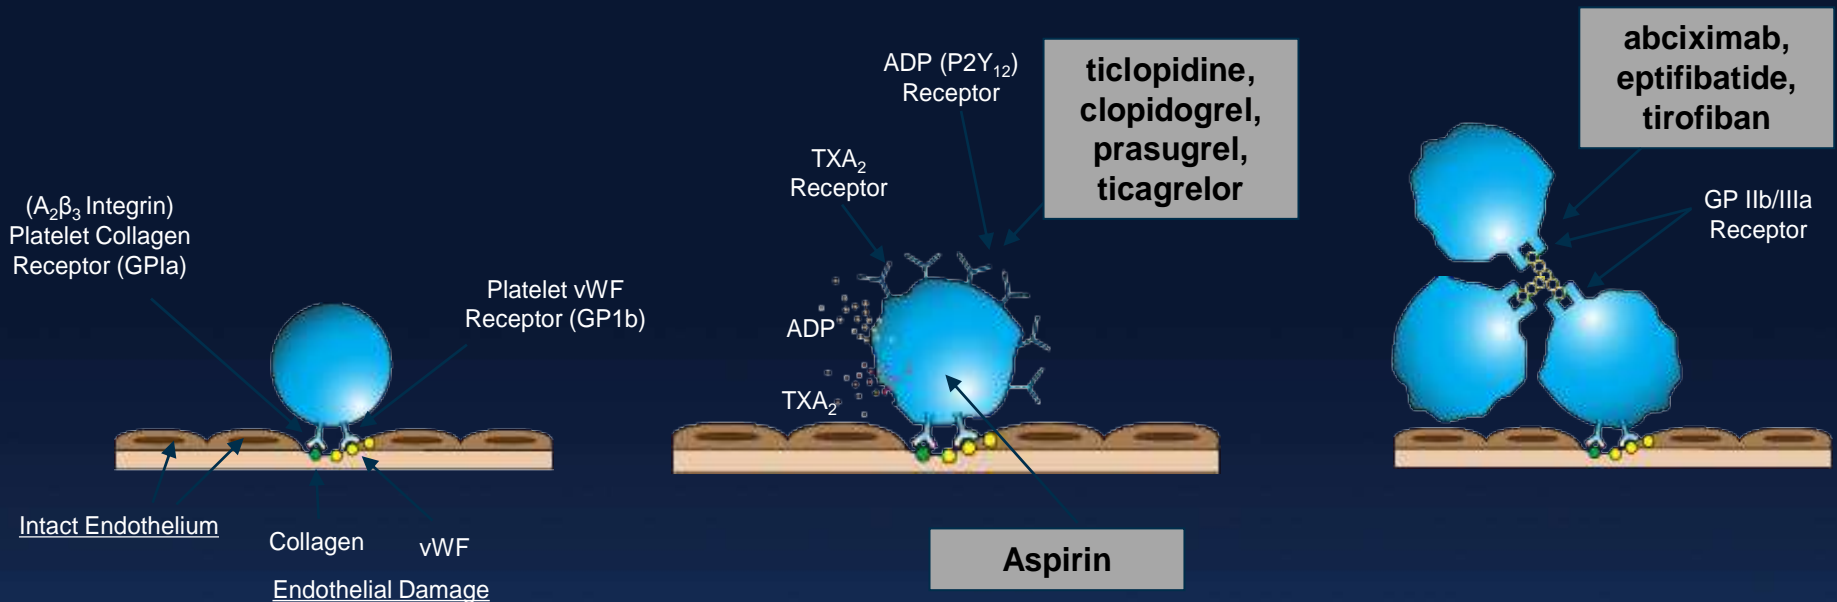 (A₂β₃ Integrin)
Platelet Collagen
Receptor (GPIa)
Platelet vWF
Receptor (GP1b)
Intact Endothelium
Collagen
vWF
Endothelial Damage
ADP (P2Y₁₂)
Receptor
TXA₂
Receptor
ticlopidine,
clopidogrel,
prasugrel,
ticagrelor
ADP
TXA₂
Aspirin
abciximab,
eptifibatide,
tirofiban
GP IIb/IIIa
Receptor